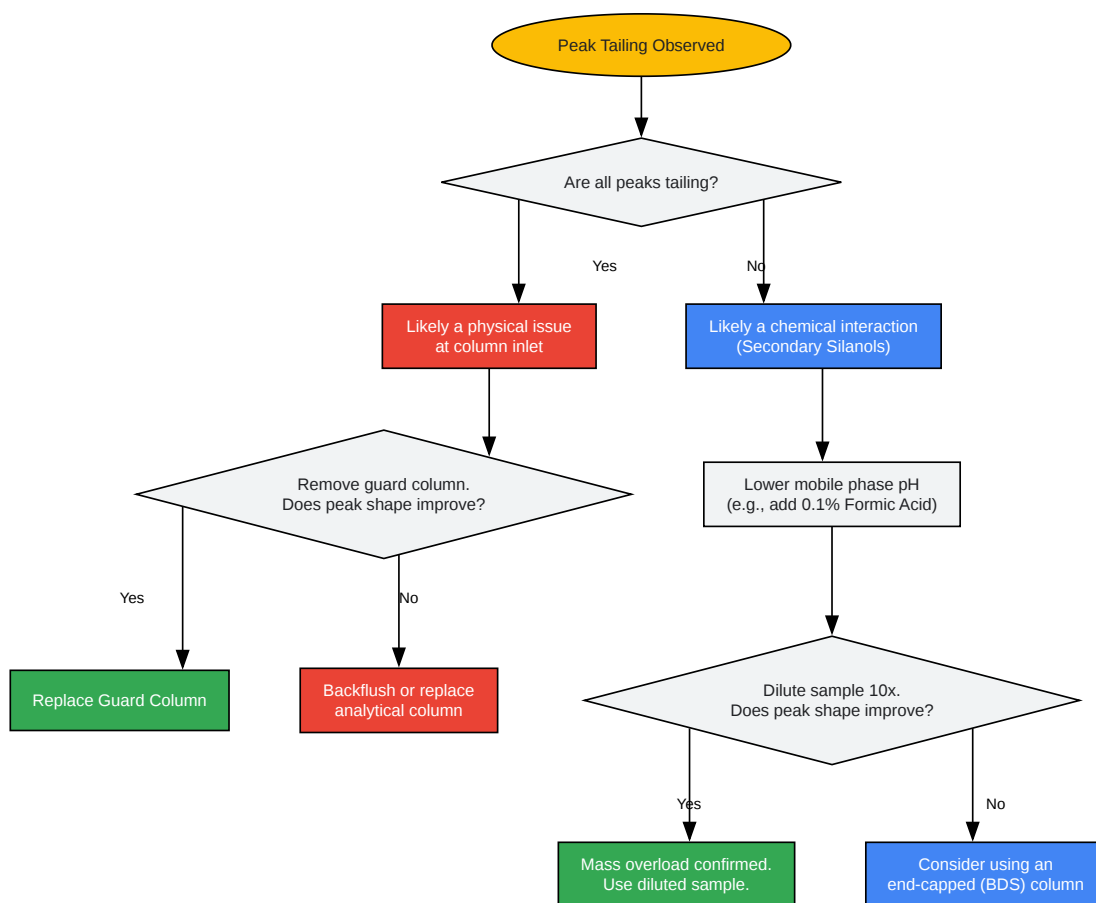 Peak Tailing Observed
Are all peaks tailing?
Yes
No
Likely a physical issue
at column inlet
Likely a chemical interaction
(Secondary Silanols)
Remove guard column.
Does peak shape improve?
Lower mobile phase pH
(e.g., add 0.1% Formic Acid)
Yes
No
Replace Guard Column
Backflush or replace
analytical column
Dilute sample 10x.
Does peak shape improve?
Yes
No
Mass overload confirmed.
Use diluted sample.
Consider using an
end-capped (BDS) column